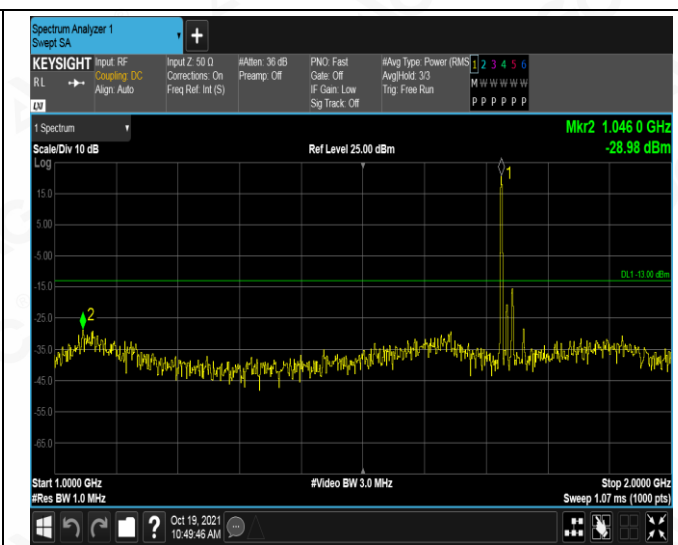 Spectrum Analyzer 1
Swept SA
+
KEYSIGHT
RL
LXI
Input: RF
Coupling: DC
Align: Auto
Input Z: 50 Ω
Corrections: On
Freq Ref: Int (S)
#Atten: 36 dB
Preamp: Off
PNO: Fast
Gate: Off
IF Gain: Low
Sig Track: Off
#Avg Type: Power (RMS
Avg|Hold: 3/3
Trig: Free Run
1 2 3 4 5 6
M W W W W W
P P P P P P
1 Spectrum
Mkr2 1.046 0 GHz
Scale/Div 10 dB
Ref Level 25.00 dBm
-28.98 dBm
Log
1
15.0
5.00
-5.00
DL1 -13.00 dBm
-15.0
-25.0
2
-35.0
-45.0
-55.0
-65.0
Start 1.0000 GHz
#Video BW 3.0 MHz
Stop 2.0000 GHz
#Res BW 1.0 MHz
Sweep 1.07 ms (1000 pts)
?
Oct 19, 2021
10:49:46 AM